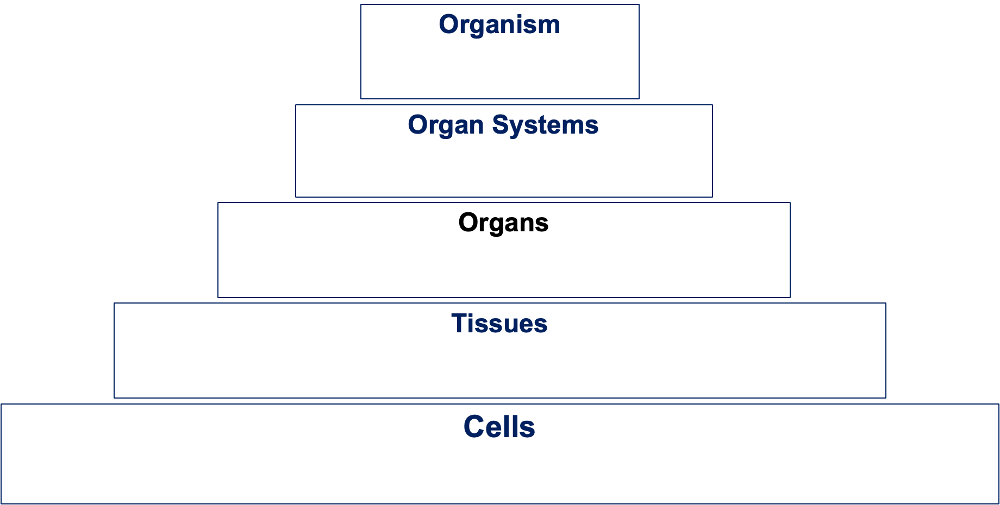 Organism
Organ Systems
Organs
Tissues
Cells